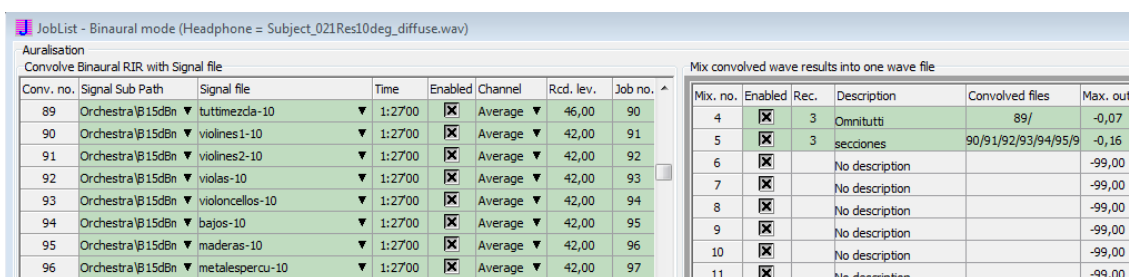 JobList - Binaural mode (Headphone = Subject_021Res10deg_diffuse.wav)
Auralisation
Convolve Binaural RIR with Signal file
Conv. no. Signal Sub Path Signal file Time Enabled Channel Rcd. lev. Job no.
89 Orchestra\B15dBn tuttimezcla-10 1:27'00 Average 46,00 90
90 Orchestra\B15dBn violines1-10 1:27'00 Average 42,00 91
91 Orchestra\B15dBn violines2-10 1:27'00 Average 42,00 92
92 Orchestra\B15dBn violas-10 1:27'00 Average 42,00 93
93 Orchestra\B15dBn violoncellos-10 1:27'00 Average 42,00 94
94 Orchestra\B15dBn bajos-10 1:27'00 Average 42,00 95
95 Orchestra\B15dBn maderas-10 1:27'00 Average 42,00 96
96 Orchestra\B15dBn metalespercu-10 1:27'00 Average 42,00 97
Mix convolved wave results into one wave file
Mix. no. Enabled Rec. Description Convolved files Max. out
4 3 Omnitutti 89/ -0,07
5 3 secciones 90/91/92/93/94/95/9 -0,16
6 No description -99,00
7 No description -99,00
8 No description -99,00
9 No description -99,00
10 No description -99,00
11 No description -99,00